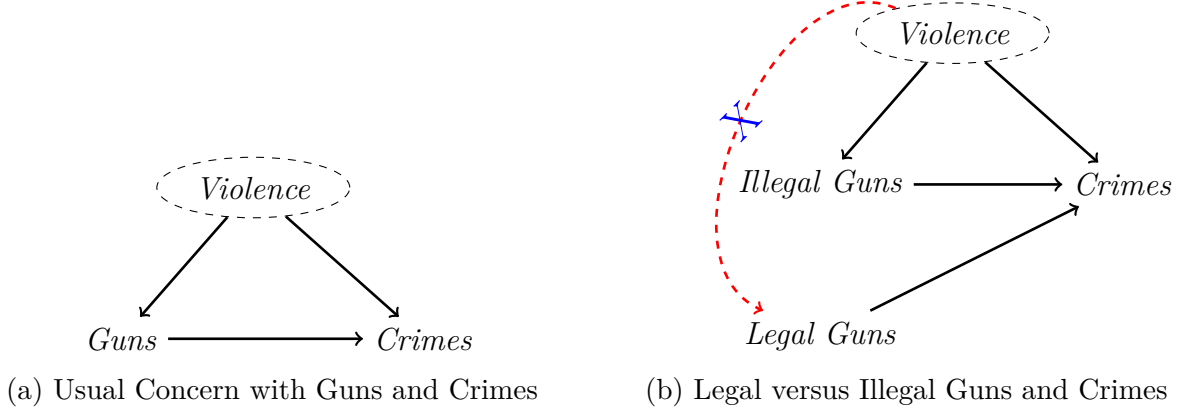 Violence
Guns
Crimes
(a) Usual Concern with Guns and Crimes
Violence
X
Illegal Guns
Crimes
Legal Guns
(b) Legal versus Illegal Guns and Crimes